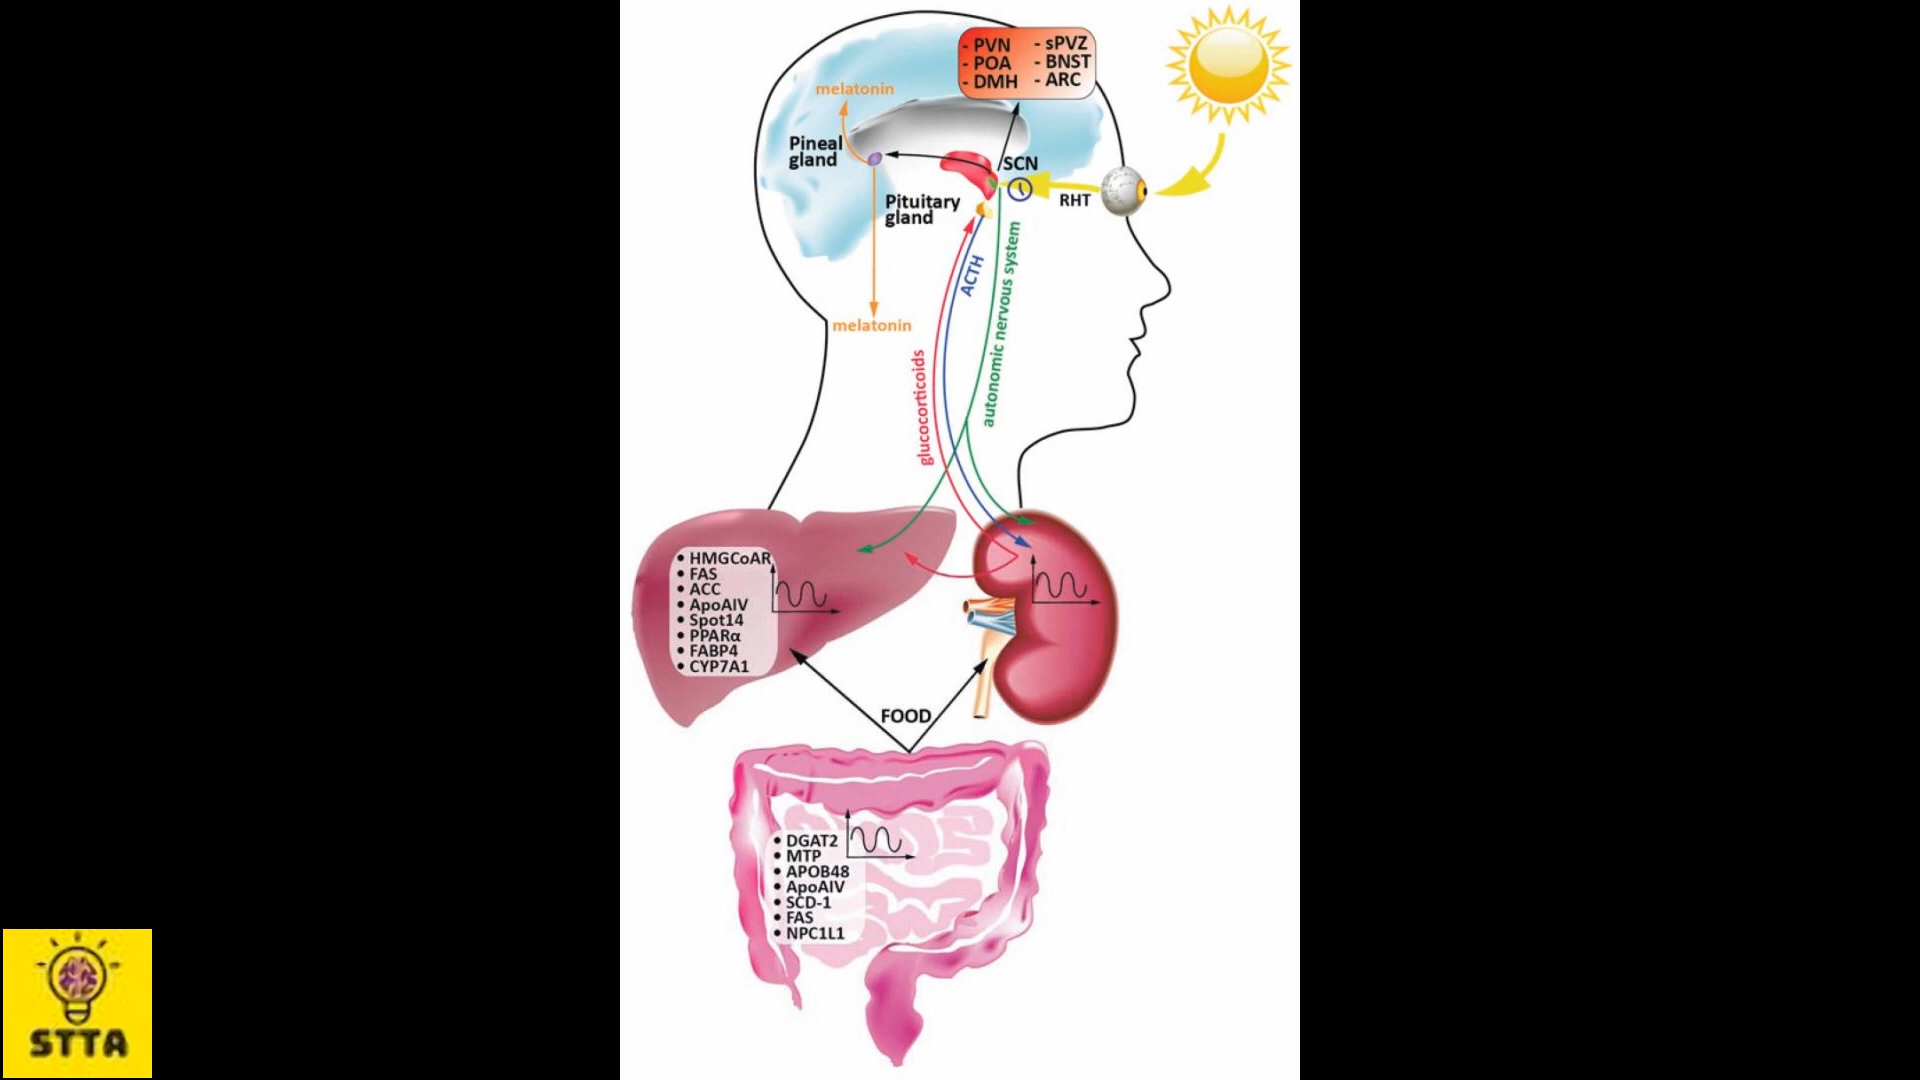 - PVN - sPVZ
- POA - BNST
- DMH - ARC
melatonin
Pineal
gland
SCN
RHT
Pituitary
gland
melatonin
ACTH
autonomic nervous system
glucocorticoids
• HMGCoAR
• FAS
• ACC
• ApoAIV
• Spot14
• PPARα
• FABP4
• CYP7A1
FOOD
• DGAT2
• MTP
• APOB48
• ApoAIV
• SCD-1
• FAS
• NPC1L1
STTA